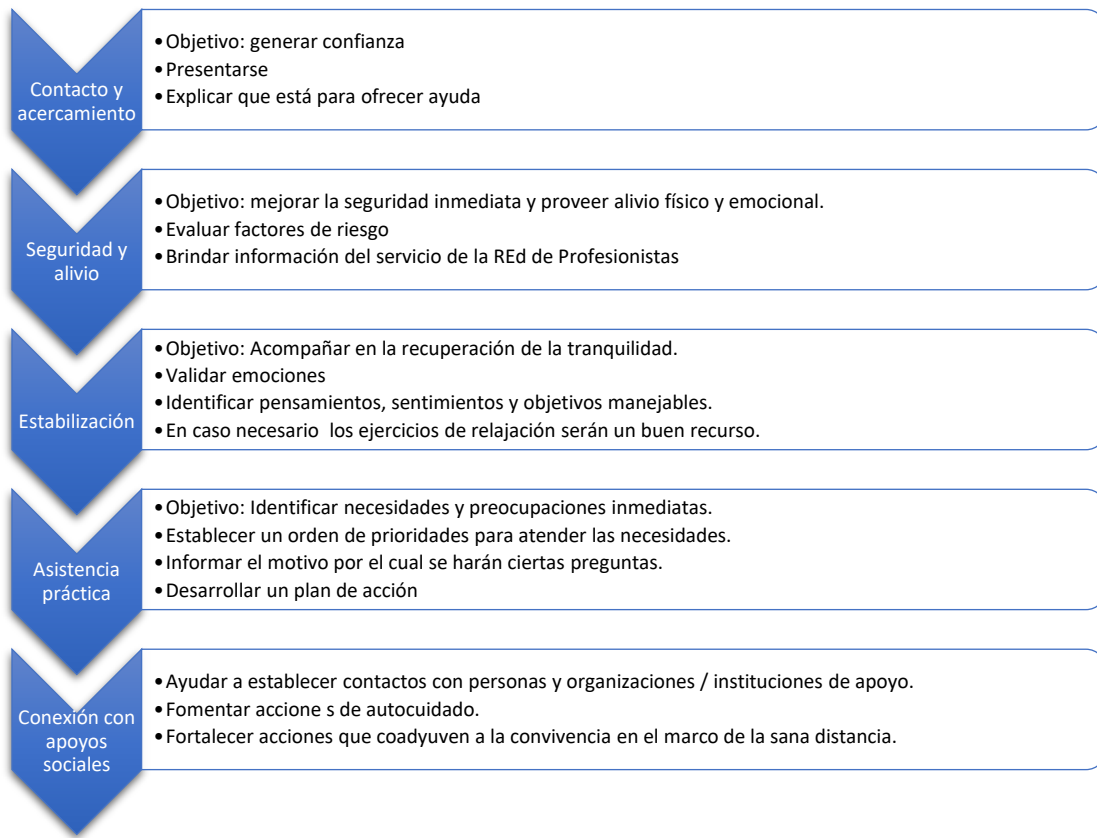 Contacto y
acercamiento
•Objetivo: generar confianza
•Presentarse
•Explicar que está para ofrecer ayuda
Seguridad y
alivio
•Objetivo: mejorar la seguridad inmediata y proveer alivio físico y emocional.
•Evaluar factores de riesgo
•Brindar información del servicio de la REd de Profesionistas
Estabilización
•Objetivo: Acompañar en la recuperación de la tranquilidad.
•Validar emociones
•Identificar pensamientos, sentimientos y objetivos manejables.
•En caso necesario  los ejercicios de relajación serán un buen recurso.
Asistencia
práctica
•Objetivo: Identificar necesidades y preocupaciones inmediatas.
•Establecer un orden de prioridades para atender las necesidades.
•Informar el motivo por el cual se harán ciertas preguntas.
•Desarrollar un plan de acción
Conexión con
apoyos
sociales
•Ayudar a establecer contactos con personas y organizaciones / instituciones de apoyo.
•Fomentar accione s de autocuidado.
•Fortalecer acciones que coadyuven a la convivencia en el marco de la sana distancia.